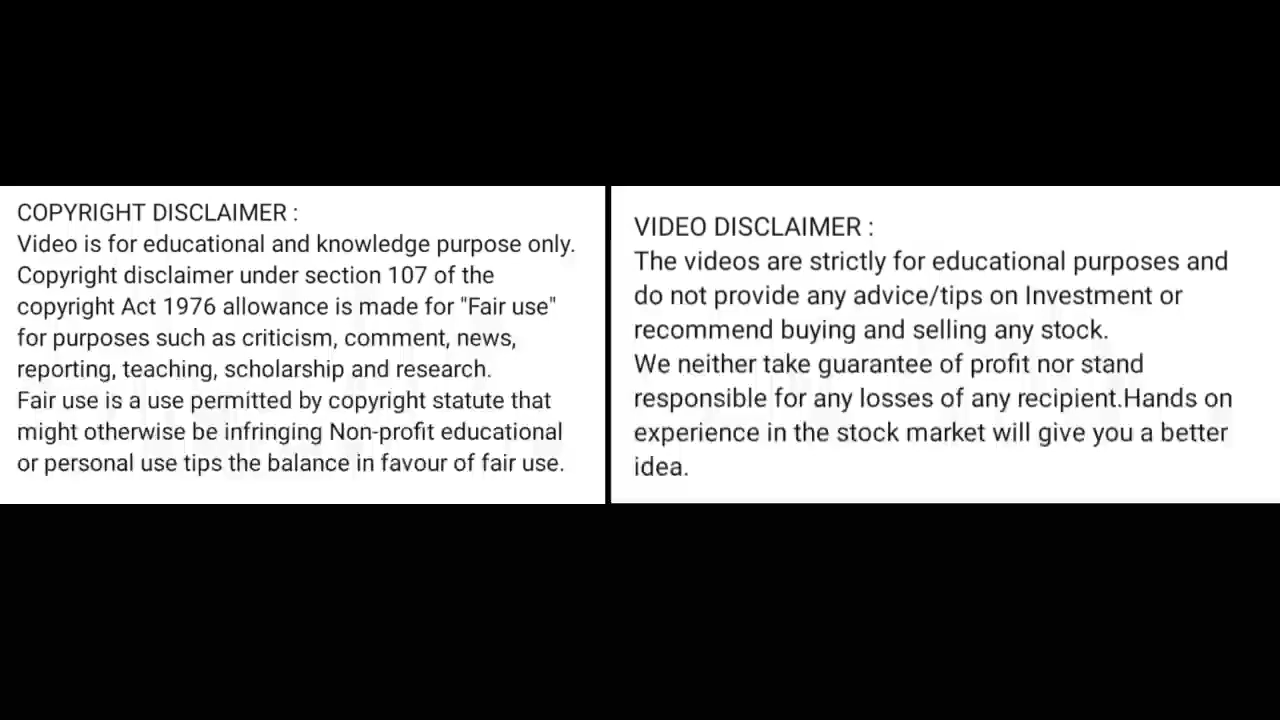 COPYRIGHT DISCLAIMER :
Video is for educational and knowledge purpose only.
Copyright disclaimer under section 107 of the
copyright Act 1976 allowance is made for "Fair use"
for purposes such as criticism, comment, news,
reporting, teaching, scholarship and research.
Fair use is a use permitted by copyright statute that
might otherwise be infringing Non-profit educational
or personal use tips the balance in favour of fair use.
VIDEO DISCLAIMER :
The videos are strictly for educational purposes and
do not provide any advice/tips on Investment or
recommend buying and selling any stock.
We neither take guarantee of profit nor stand
responsible for any losses of any recipient.Hands on
experience in the stock market will give you a better
idea.